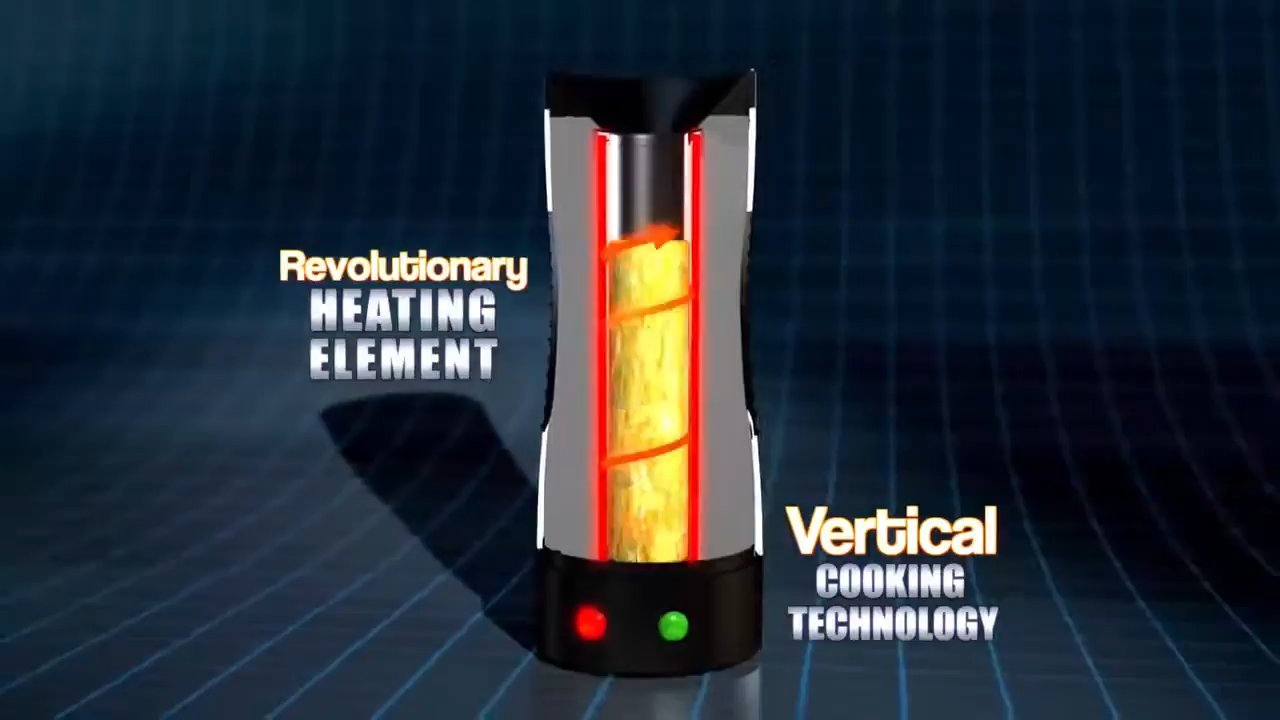 Revolutionary
HEATING
ELEMENT
Vertical
COOKING
TECHNOLOGY